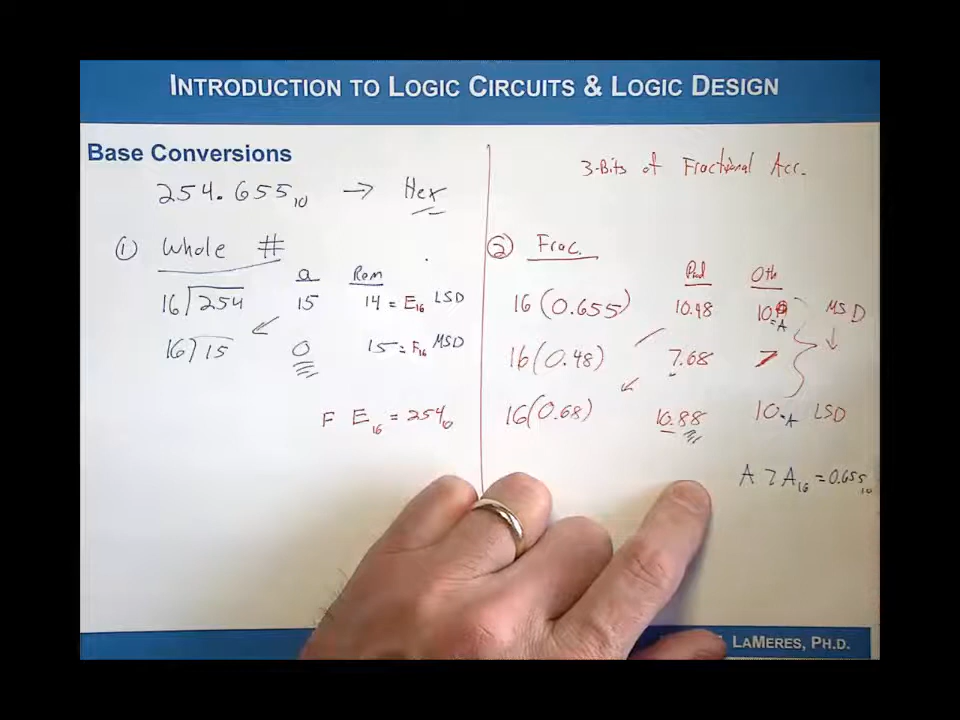 INTRODUCTION TO LOGIC CIRCUITS & LOGIC DESIGN
Base Conversions
254.655₁₀ → Hex
① Whole #
Q Rem
16 254 15 14 = E₁₆ LSD
16 15 0 15 = F₁₆ MSD
F E₁₆ = 254₁₀
3-Bits of Fractional Acc.
② Frac.
Prd Oth
16 (0.655) 10.48 10 = A MSD
16 (0.48) 7.68 7
16 (0.68) 10.88 10 = A LSD
A 7 A₁₆ = 0.655₁₀
LAMERES, PH.D.